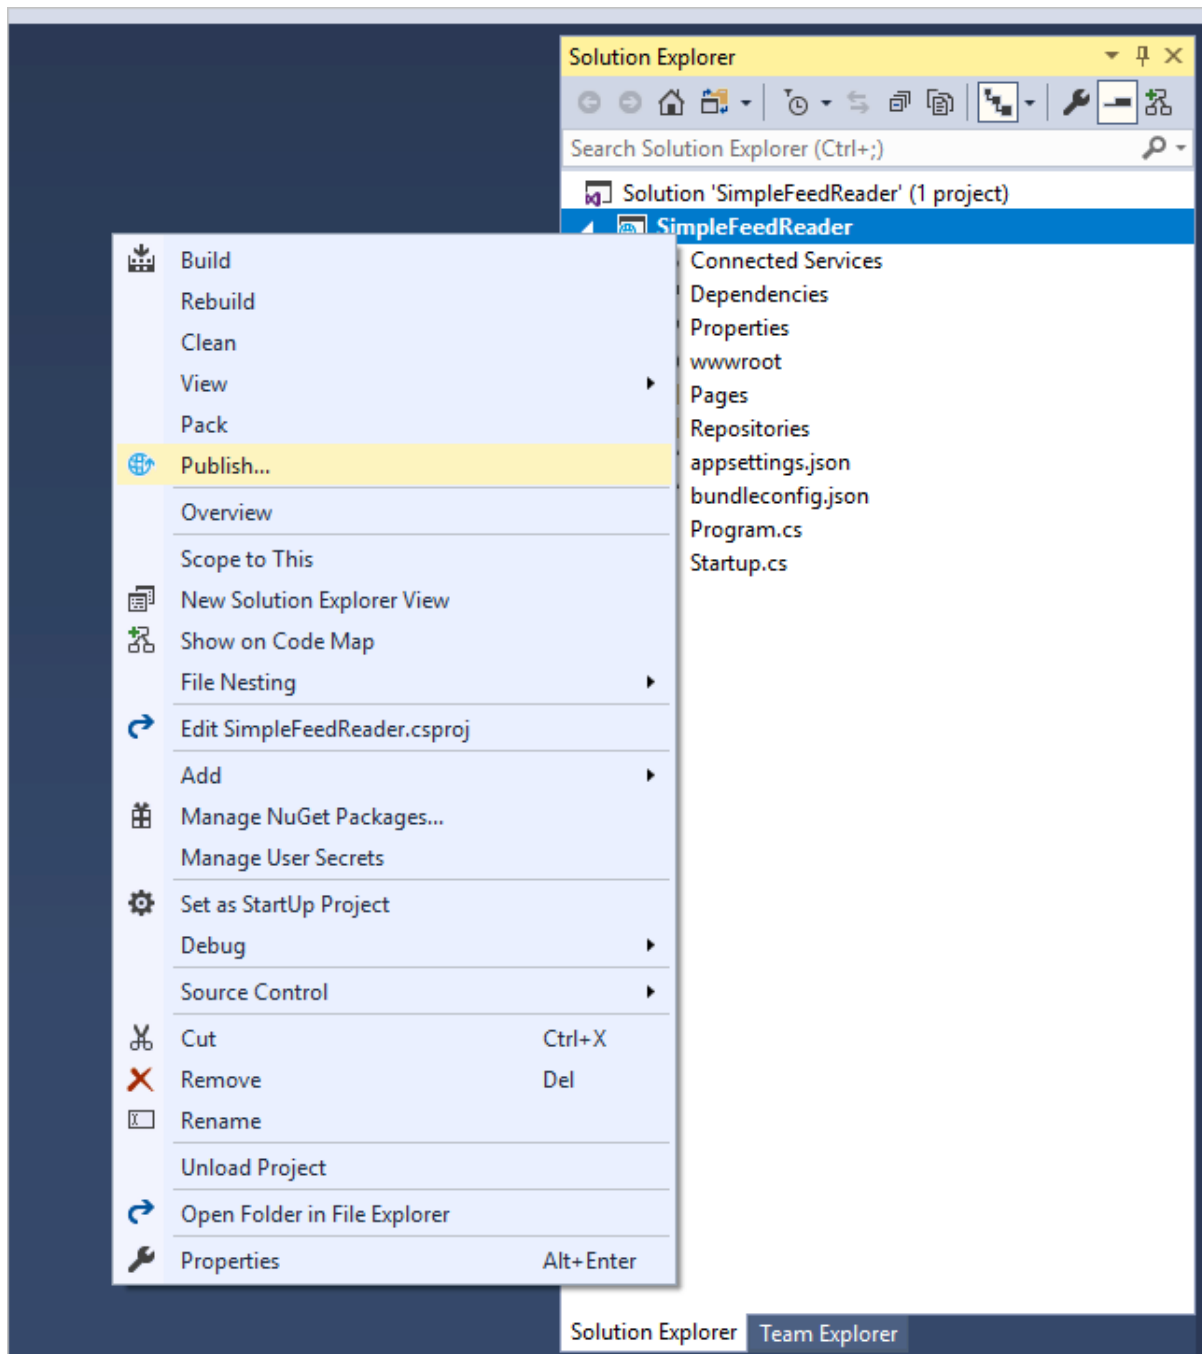 Solution Explorer
Search Solution Explorer (Ctrl+;)
Solution 'SimpleFeedReader' (1 project)
SimpleFeedReader
Connected Services
Dependencies
Properties
wwwroot
Pages
Repositories
appsettings.json
bundleconfig.json
Program.cs
Startup.cs
Build
Rebuild
Clean
View
Pack
Publish...
Overview
Scope to This
New Solution Explorer View
Show on Code Map
File Nesting
Edit SimpleFeedReader.csproj
Add
Manage NuGet Packages...
Manage User Secrets
Set as StartUp Project
Debug
Source Control
Cut Ctrl+X
Remove Del
Rename
Unload Project
Open Folder in File Explorer
Properties Alt+Enter
Solution Explorer Team Explorer